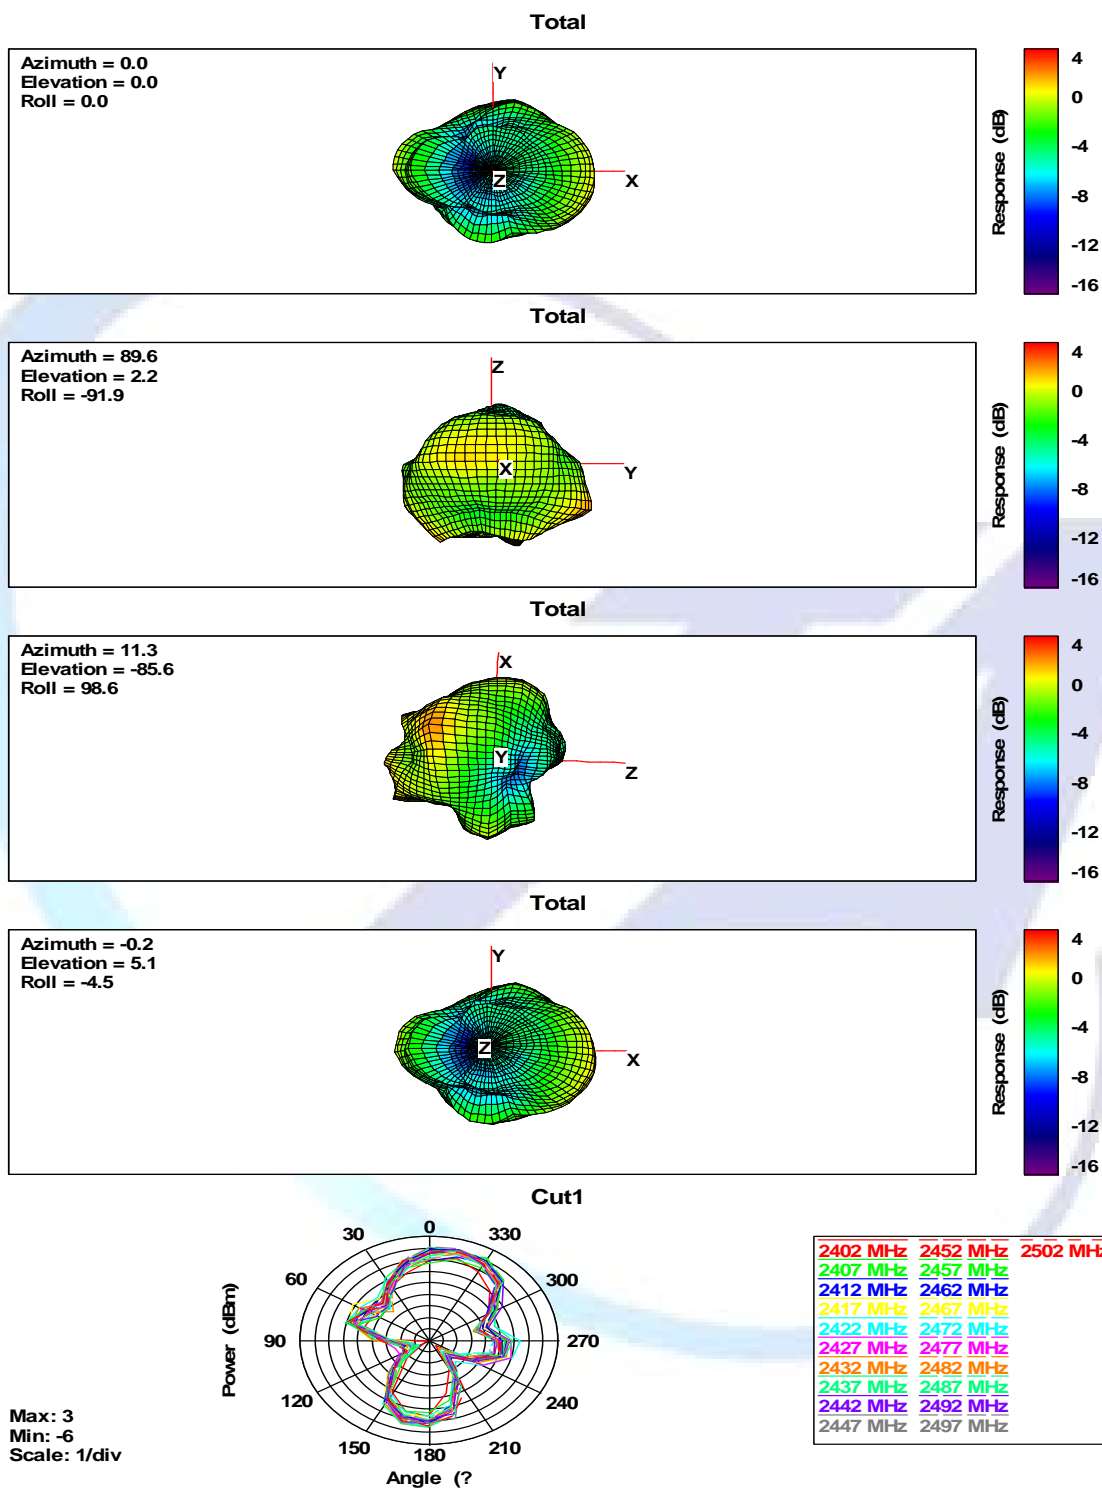 Total
Azimuth = 0.0
Elevation = 0.0
Roll = 0.0
Y
Z
X
Response (dB)
4
0
-4
-8
-12
-16
Total
Azimuth = 89.6
Elevation = 2.2
Roll = -91.9
Z
X
Y
Response (dB)
4
0
-4
-8
-12
-16
Total
Azimuth = 11.3
Elevation = -85.6
Roll = 98.6
X
Y
Z
Response (dB)
4
0
-4
-8
-12
-16
Total
Azimuth = -0.2
Elevation = 5.1
Roll = -4.5
Y
Z
X
Response (dB)
4
0
-4
-8
-12
-16
Cut1
0
30
330
60
300
90
270
120
240
150
210
180
Power (dBm)
Angle (?
Max: 3
Min: -6
Scale: 1/div
2402 MHz 2452 MHz 2502 MHz
2407 MHz 2457 MHz
2412 MHz 2462 MHz
2417 MHz 2467 MHz
2422 MHz 2472 MHz
2427 MHz 2477 MHz
2432 MHz 2482 MHz
2437 MHz 2487 MHz
2442 MHz 2492 MHz
2447 MHz 2497 MHz